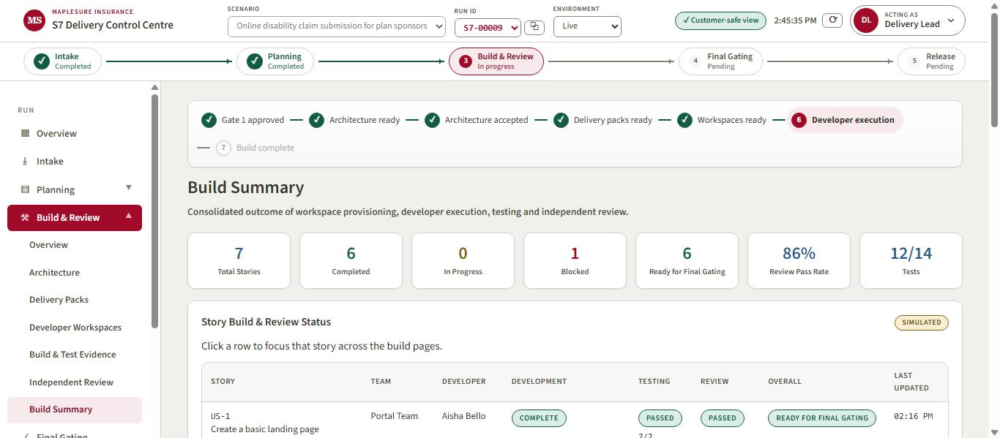 MS
MAPLESURE INSURANCE
S7 Delivery Control Centre
SCENARIO
Online disability claim submission for plan sponsors
RUN ID
S7-00009
ENVIRONMENT
Live
✓ Customer-safe view
2:45:35 PM
DL
ACTING AS
Delivery Lead
Intake
Completed
Planning
Completed
3
Build & Review
In progress
4
Final Gating
Pending
5
Release
Pending
RUN
Overview
Intake
Planning
Build & Review
Overview
Architecture
Delivery Packs
Developer Workspaces
Build & Test Evidence
Independent Review
Build Summary
Final Gating
Gate 1 approved
Architecture ready
Architecture accepted
Delivery packs ready
Workspaces ready
6 Developer execution
7 Build complete
Build Summary
Consolidated outcome of workspace provisioning, developer execution, testing and independent review.
7
Total Stories
6
Completed
0
In Progress
1
Blocked
6
Ready for Final Gating
86%
Review Pass Rate
12/14
Tests
Story Build & Review Status
SIMULATED
Click a row to focus that story across the build pages.
STORY TEAM DEVELOPER DEVELOPMENT TESTING REVIEW OVERALL LAST UPDATED
US-1 Portal Team Aisha Bello COMPLETE PASSED PASSED READY FOR FINAL GATING 02:16 PM
Create a basic landing page
2/2